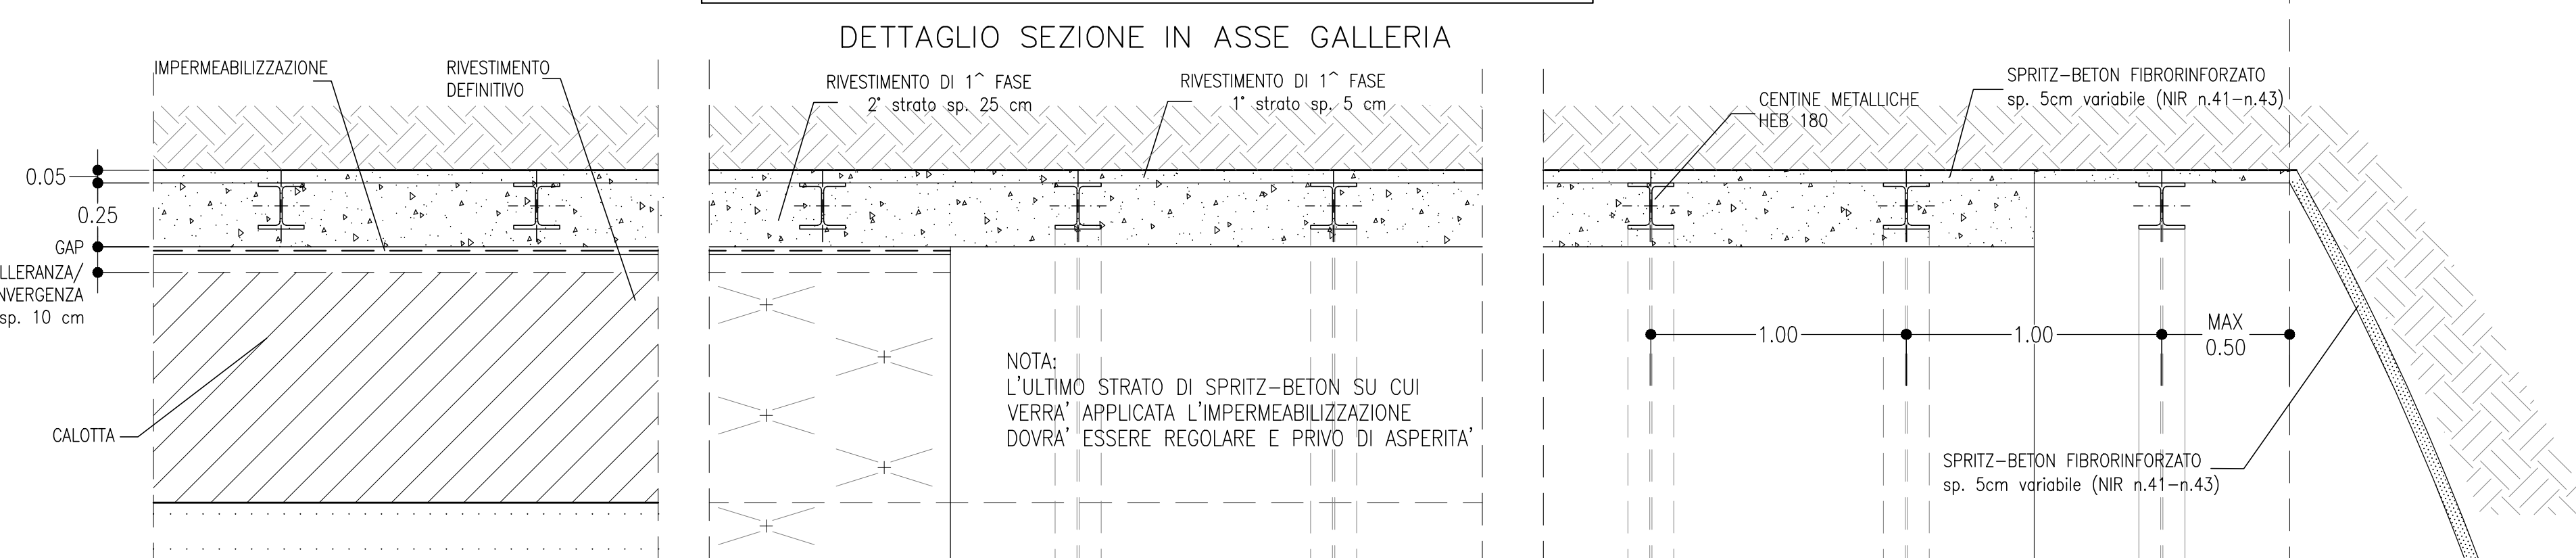 DETTAGLIO SEZIONE IN ASSE GALLERIA
IMPERMEABILIZZAZIONE
RIVESTIMENTO
DEFINITIVO
0.05
0.25
GAP
LLERANZA/
NVERGENZA
sp. 10 cm
CALOTTA
RIVESTIMENTO DI 1^ FASE
2° strato sp. 25 cm
RIVESTIMENTO DI 1^ FASE
1° strato sp. 5 cm
NOTA:
L'ULTIMO STRATO DI SPRITZ-BETON SU CUI
VERRA' APPLICATA L'IMPERMEABILIZZAZIONE
DOVRA' ESSERE REGOLARE E PRIVO DI ASPERITA'
CENTINE METALLICHE
HEB 180
SPRITZ-BETON FIBRORINFORZATO
sp. 5cm variabile (NIR n.41-n.43)
1.00
1.00
MAX
0.50
SPRITZ-BETON FIBRORINFORZATO
sp. 5cm variabile (NIR n.41-n.43)